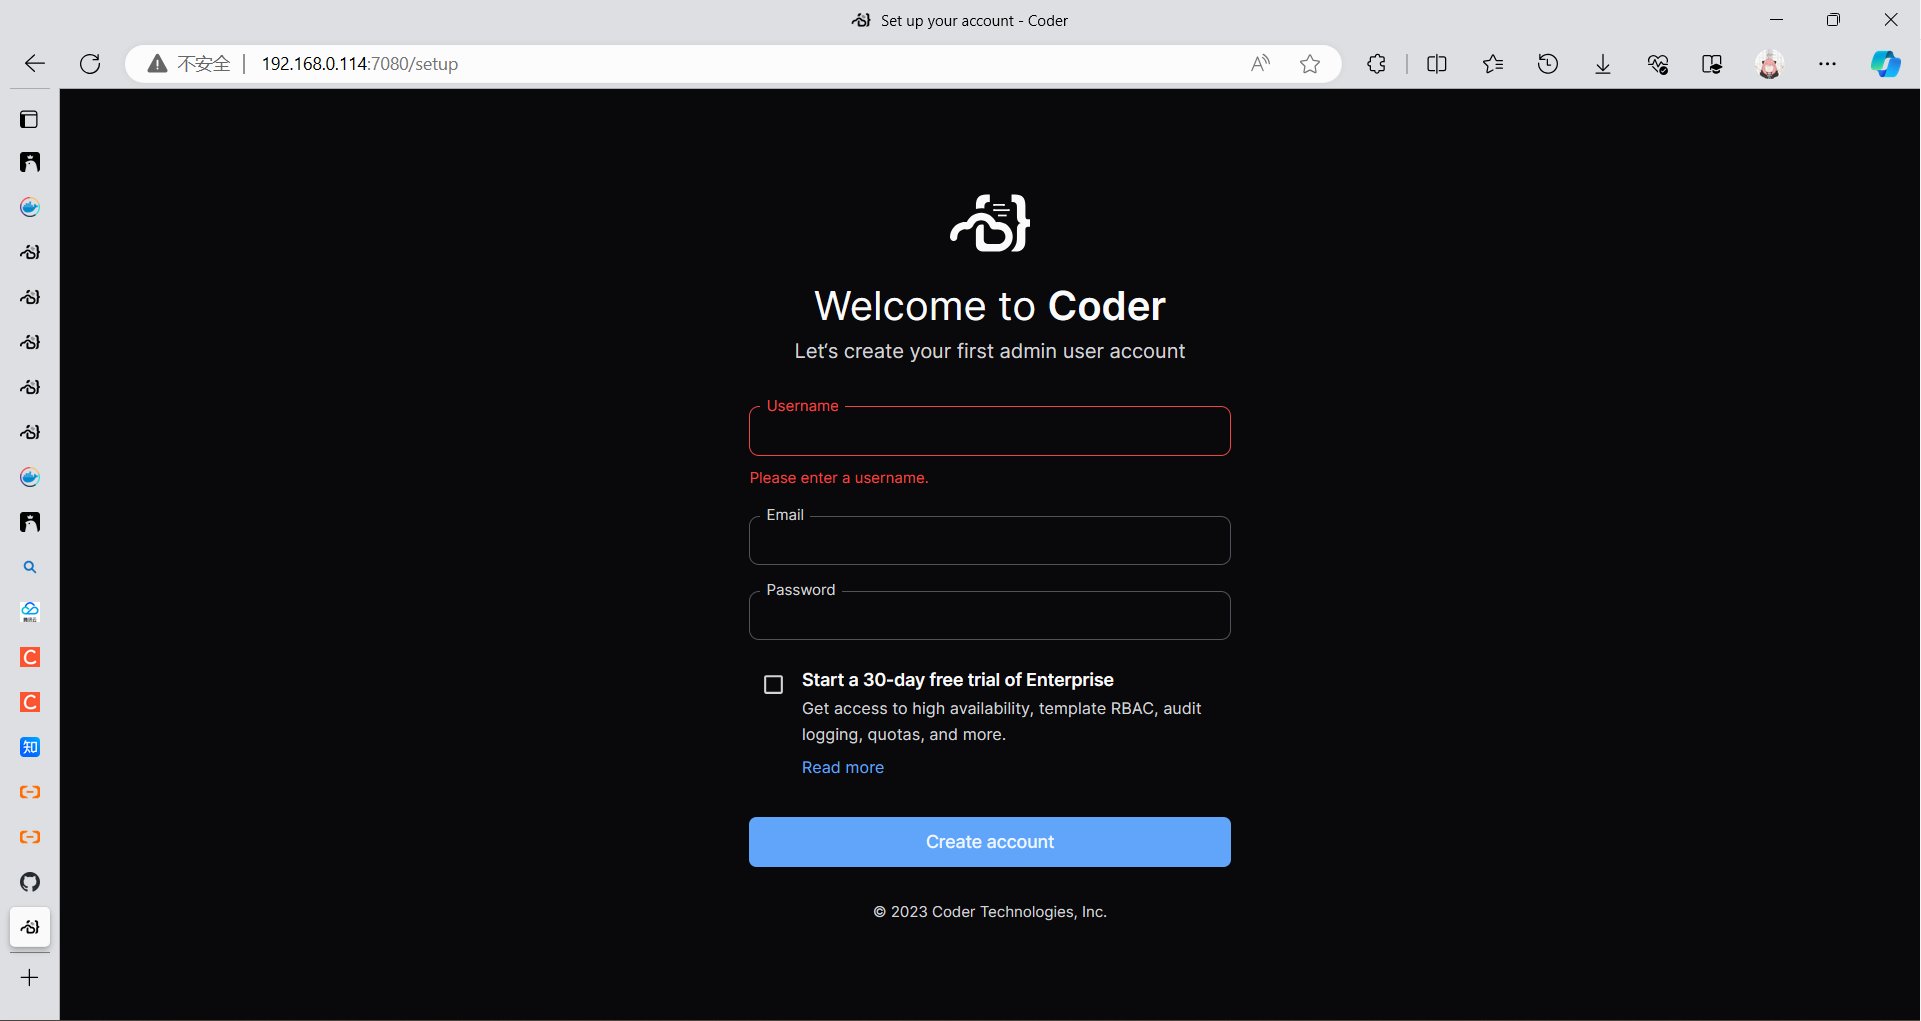 Set up your account - Coder
不安全 192.168.0.114:7080/setup
Welcome to Coder
Let's create your first admin user account
Username
Please enter a username.
Email
Password
Start a 30-day free trial of Enterprise
Get access to high availability, template RBAC, audit
logging, quotas, and more.
Read more
Create account
© 2023 Coder Technologies, Inc.
C
C
知